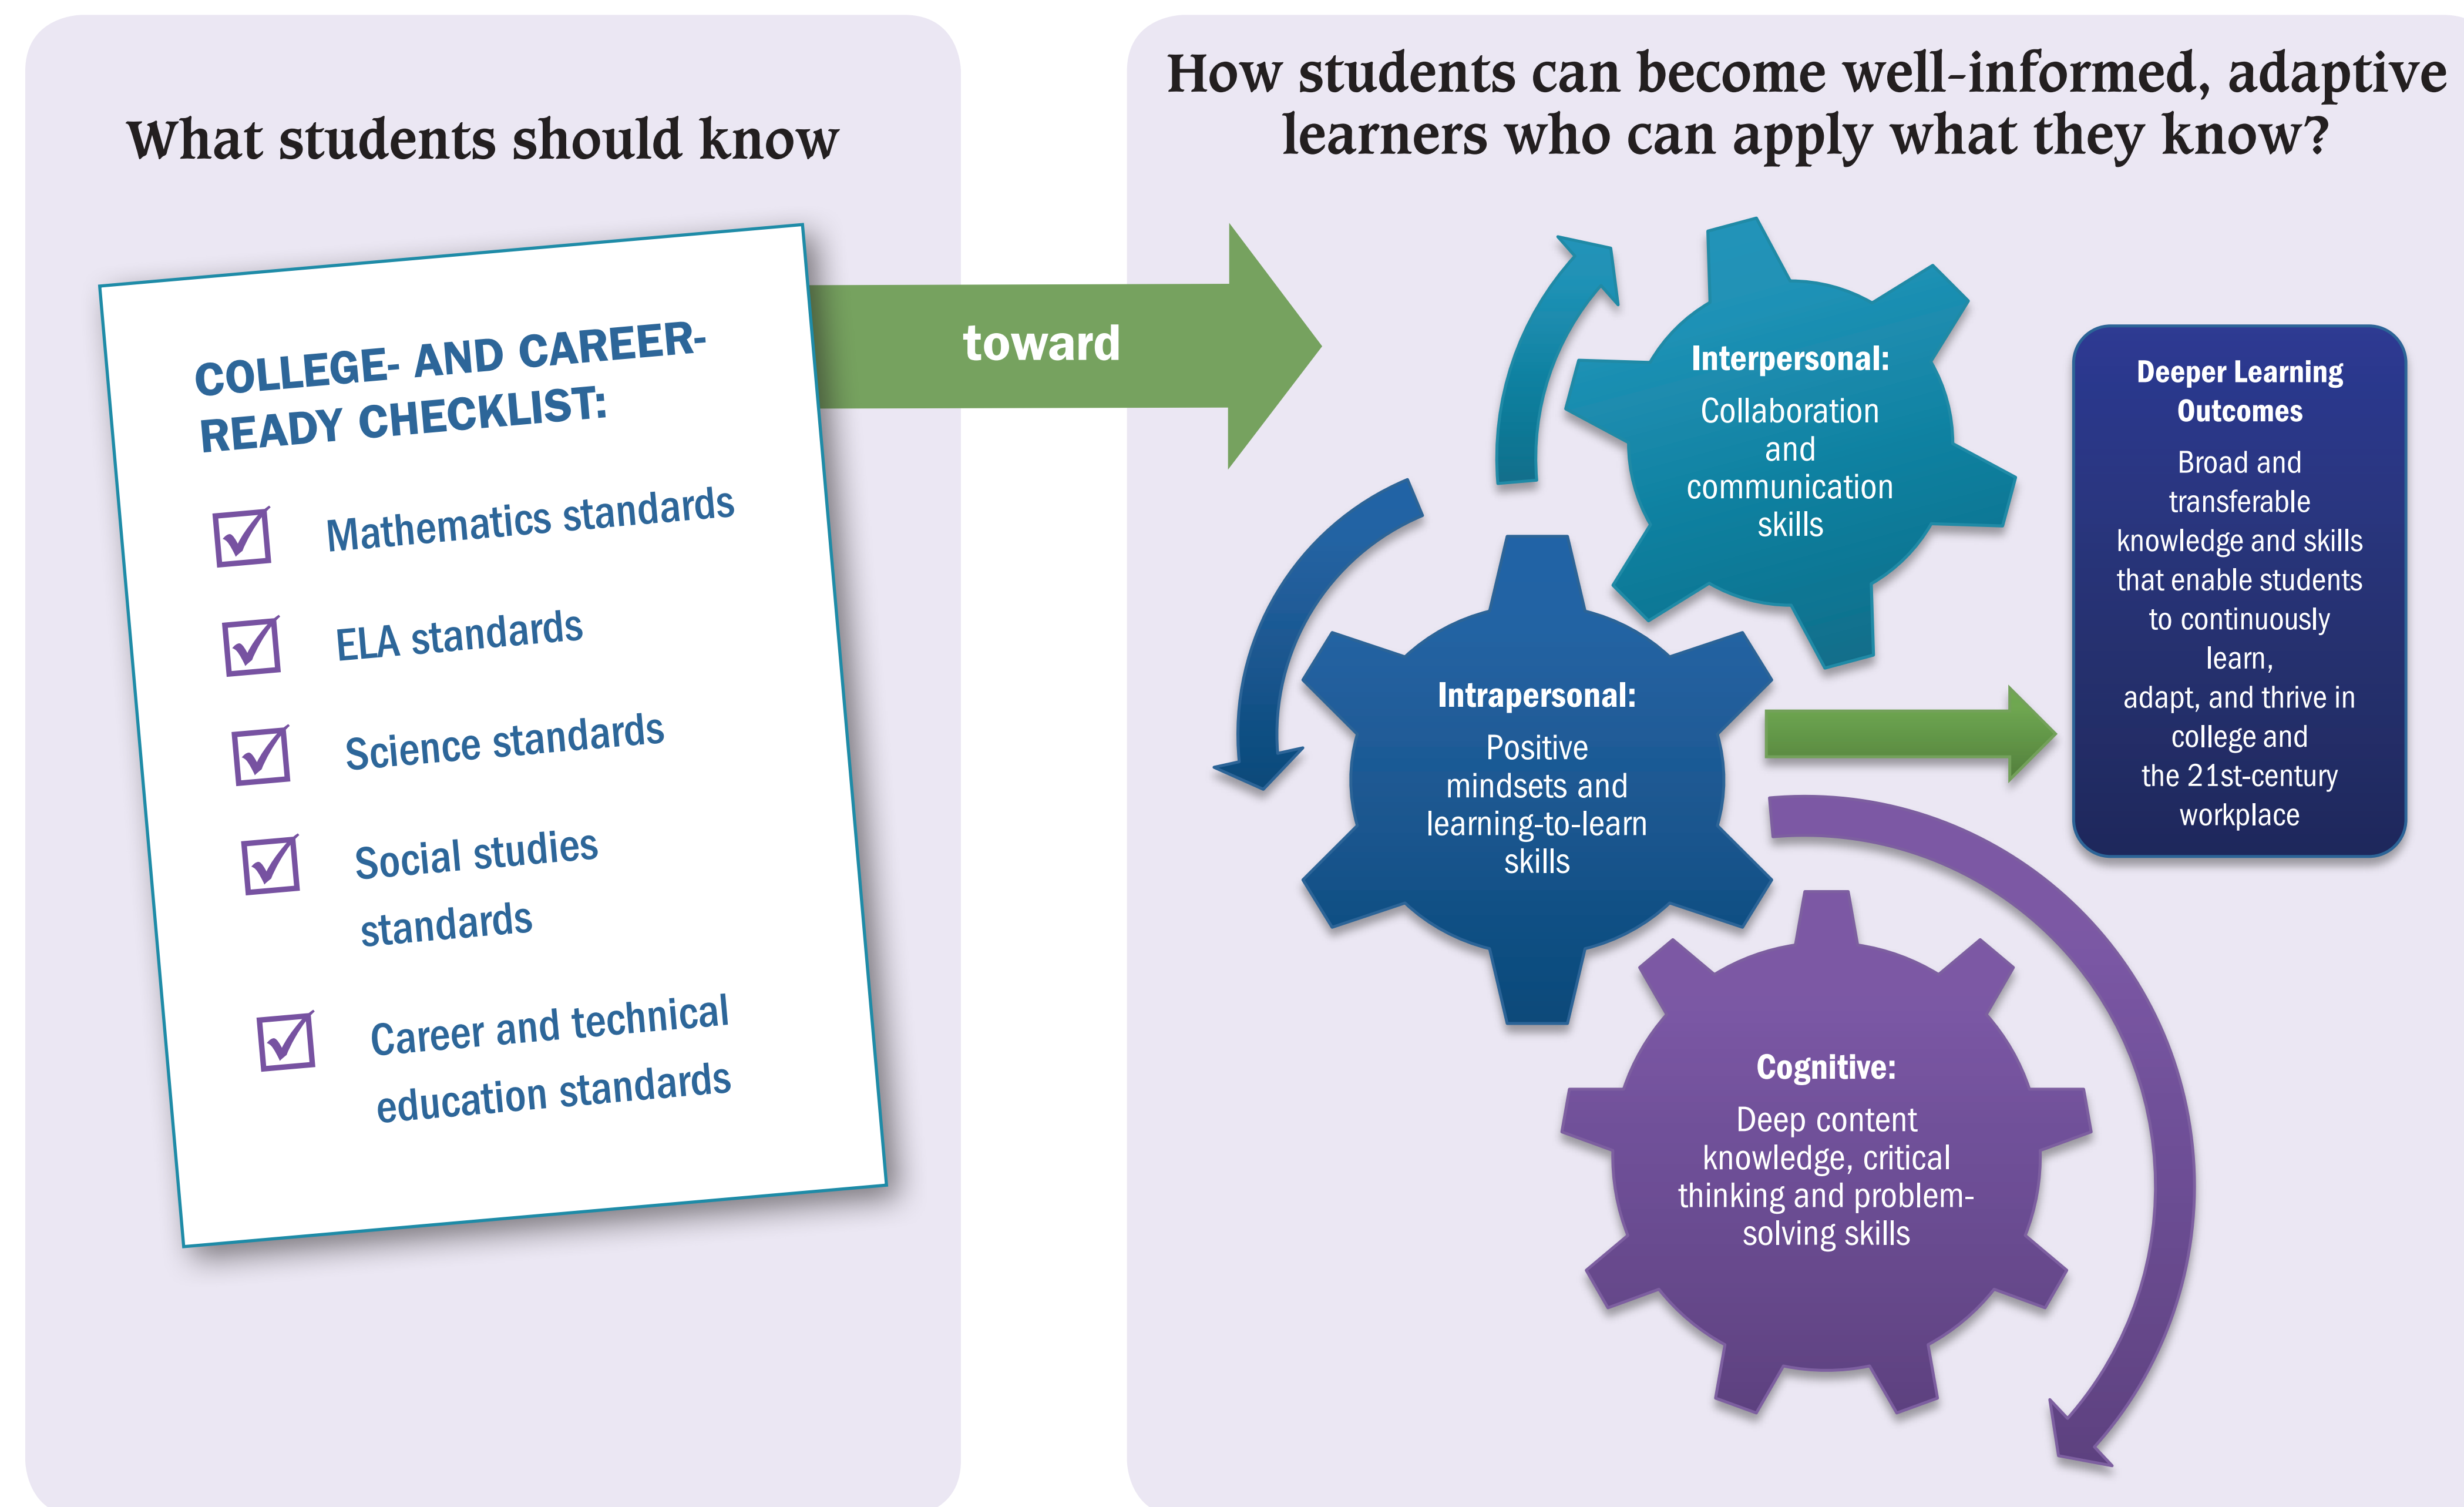 What students should know
COLLEGE- AND CAREER-
READY CHECKLIST:
Mathematics standards
ELA standards
Science standards
Social studies
standards
Career and technical
education standards
toward
How students can become well-informed, adaptive
learners who can apply what they know?
Interpersonal:
Collaboration
and
communication
skills
Intrapersonal:
Positive
mindsets and
learning-to-learn
skills
Cognitive:
Deep content
knowledge, critical
thinking and problem-
solving skills
Deeper Learning
Outcomes
Broad and
transferable
knowledge and skills
that enable students
to continuously
learn,
adapt, and thrive in
college and
the 21st-century
workplace